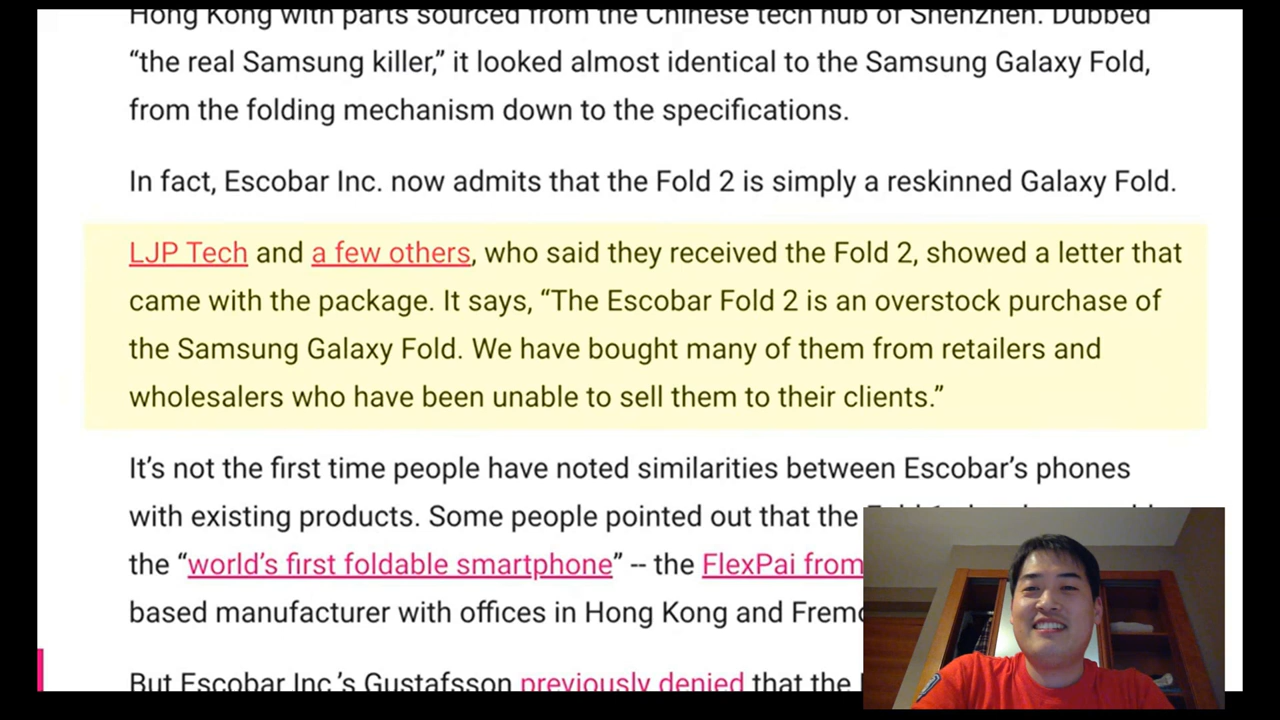 Hong Kong with parts sourced from the Chinese tech hub of Shenzhen. Dubbed
“the real Samsung killer,” it looked almost identical to the Samsung Galaxy Fold,
from the folding mechanism down to the specifications.
In fact, Escobar Inc. now admits that the Fold 2 is simply a reskinned Galaxy Fold.
LJP Tech and a few others, who said they received the Fold 2, showed a letter that
came with the package. It says, “The Escobar Fold 2 is an overstock purchase of
the Samsung Galaxy Fold. We have bought many of them from retailers and
wholesalers who have been unable to sell them to their clients.”
It’s not the first time people have noted similarities between Escobar’s phones
with existing products. Some people pointed out that the
the “world’s first foldable smartphone” -- the FlexPai from
based manufacturer with offices in Hong Kong and
But Escobar Inc.’s Gustafsson previously denied that the